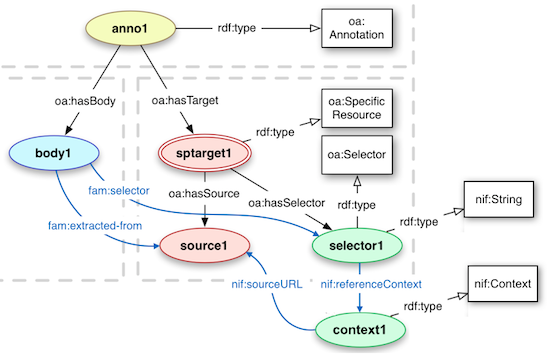 anno1
rdf:type
oa:
Annotation
oa:hasBody
oa:hasTarget
oa:Specific
Resource
rdf:type
body1
sptarget1
oa:Selector
fam:selector
oa:hasSource
oa:hasSelector
rdf:type
nif:String
fam:extracted-from
rdf:type
source1
selector1
nif:sourceURL
nif:referenceContext
nif:Context
rdf:type
context1